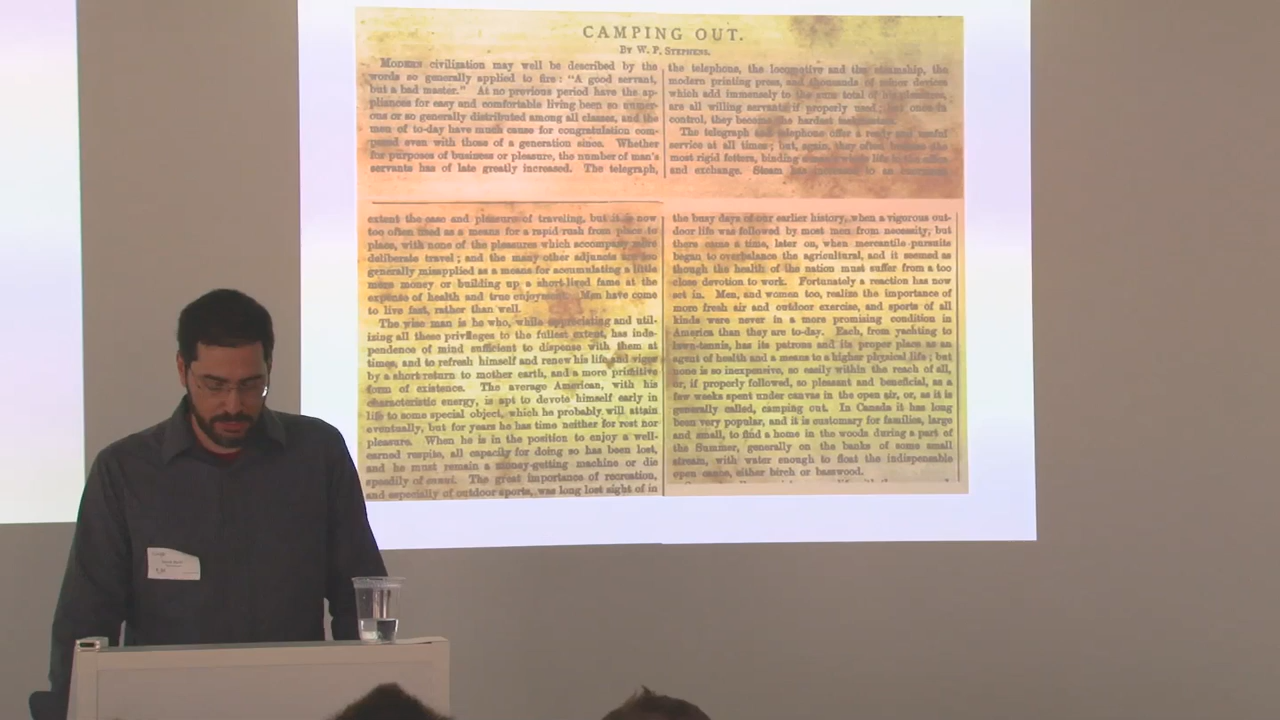 CAMPING OUT.
BY W. P. STEPHENS.
MODERN civilization may well be described by the
words so generally applied to fire: "A good servant,
but a bad master." At no previous period have the ap-
pliances for easy and comfortable living been so numer-
ous or so generally distributed among all classes, and the
men of to-day have much cause for congratulation com-
pared even with those of a generation since. Whether
for purposes of business or pleasure, the number of man's
servants has of late greatly increased. The telegraph,
the telephone, the locomotive and the steamship, the
modern printing press, and thousands of minor devices
which add immensely to the sum total of
are all willing servants if properly used; but once in
control, they become the hardest
The telegraph and telephone offer a ready and useful
service at all times; but, again, they often become the
most rigid fetters, binding life to the office
and exchange. Steam has
extent the ease and pleasure of traveling, but it is now
too often used as a means for a rapid rush from place to
place, with none of the pleasures which accompany more
deliberate travel; and the many other adjuncts are too
generally misapplied as a means for accumulating a little
more money or building up a short-lived fame at the
expense of health and true enjoyment. Men have come
to live fast, rather than well.
The wise man is he who, while appreciating and util-
izing all these privileges to the fullest extent, has inde-
pendence of mind sufficient to dispense with them at
times, and to refresh himself and renew his life and vigor
by a short return to mother earth, and a more primitive
form of existence. The average American, with his
characteristic energy, is apt to devote himself early in
life to some special object, which he probably will attain
eventually, but for years he has time neither for rest nor
pleasure. When he is in the position to enjoy a well-
earned respite, all capacity for doing so has been lost,
and he must remain a money-getting machine or die
speedily of ennui. The great importance of recreation,
and especially of outdoor sports, was long lost sight of in
the busy days of our earlier history, when a vigorous out-
door life was followed by most men from necessity, but
there came a time, later on, when mercantile pursuits
began to overbalance the agricultural, and it seemed as
though the health of the nation must suffer from a too
close devotion to work. Fortunately a reaction has now
set in. Men, and women too, realize the importance of
more fresh air and outdoor exercise, and sports of all
kinds were never in a more promising condition in
America than they are to-day. Each, from yachting to
lawn-tennis, has its patrons and its proper place as an
agent of health and a means to a higher physical life; but
none is so inexpensive, so easily within the reach of all,
or, if properly followed, so pleasant and beneficial, as a
few weeks spent under canvas in the open air, or, as it is
generally called, camping out. In Canada it has long
been very popular, and it is customary for families, large
and small, to find a home in the woods during a part of
the Summer, generally on the banks of some small
stream, with water enough to float the indispensable
open canoe, either birch or basswood.